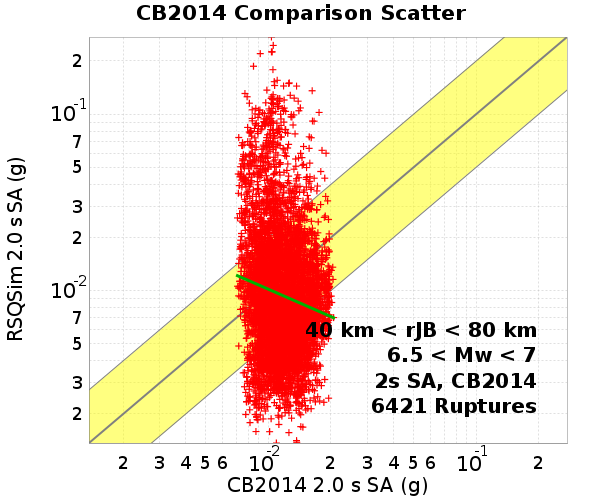 CB2014 Comparison Scatter
RSQSim 2.0 s SA (g)
2
10-1
7
5
3
2
10-2
7
5
3
2
40 km < rJB < 80 km
6.5 < Mw < 7
2s SA, CB2014
6421 Ruptures
2 3 4 5 6 10-2 2 3 4 5 6 10-1 2
CB2014 2.0 s SA (g)